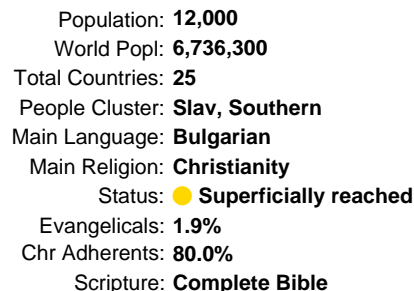 Population: 12,000
World Popl: 6,736,300
Total Countries: 25
People Cluster: Slav, Southern
Main Language: Bulgarian
Main Religion: Christianity
Status: Superficially reached
Evangelicals: 1.9%
Chr Adherents: 80.0%
Scripture: Complete Bible